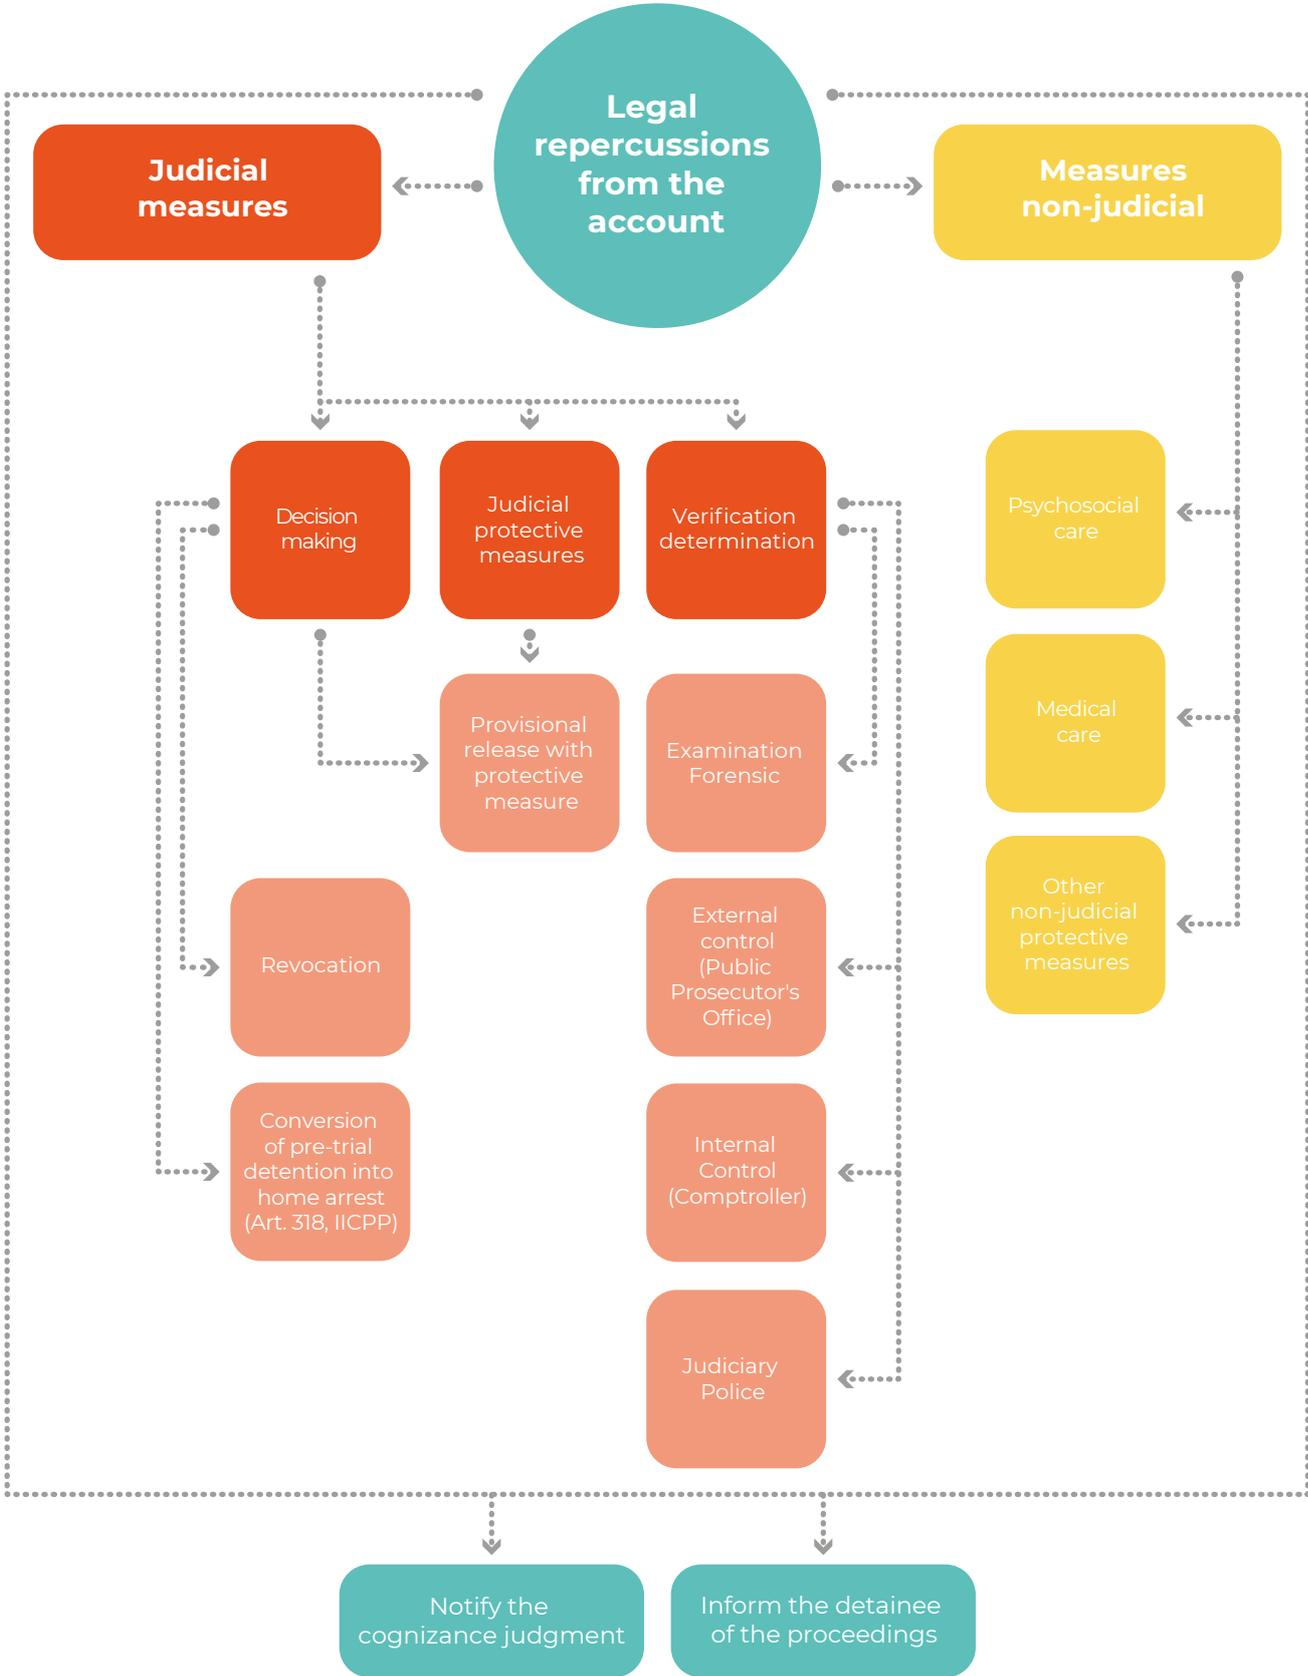 Legal
repercussions
from the
account
Judicial
measures
Measures
non-judicial
Decision
making
Judicial
protective
measures
Verification
determination
Psychosocial
care
Provisional
release with
protective
measure
Examination
Forensic
Medical
care
Revocation
External
control
(Public
Prosecutor's
Office)
Other
non-judicial
protective
measures
Conversion
of pre-trial
detention into
home arrest
(Art. 318, IICPP)
Internal
Control
(Comptroller)
Judiciary
Police
Notify the
cognizance judgment
Inform the detainee
of the proceedings